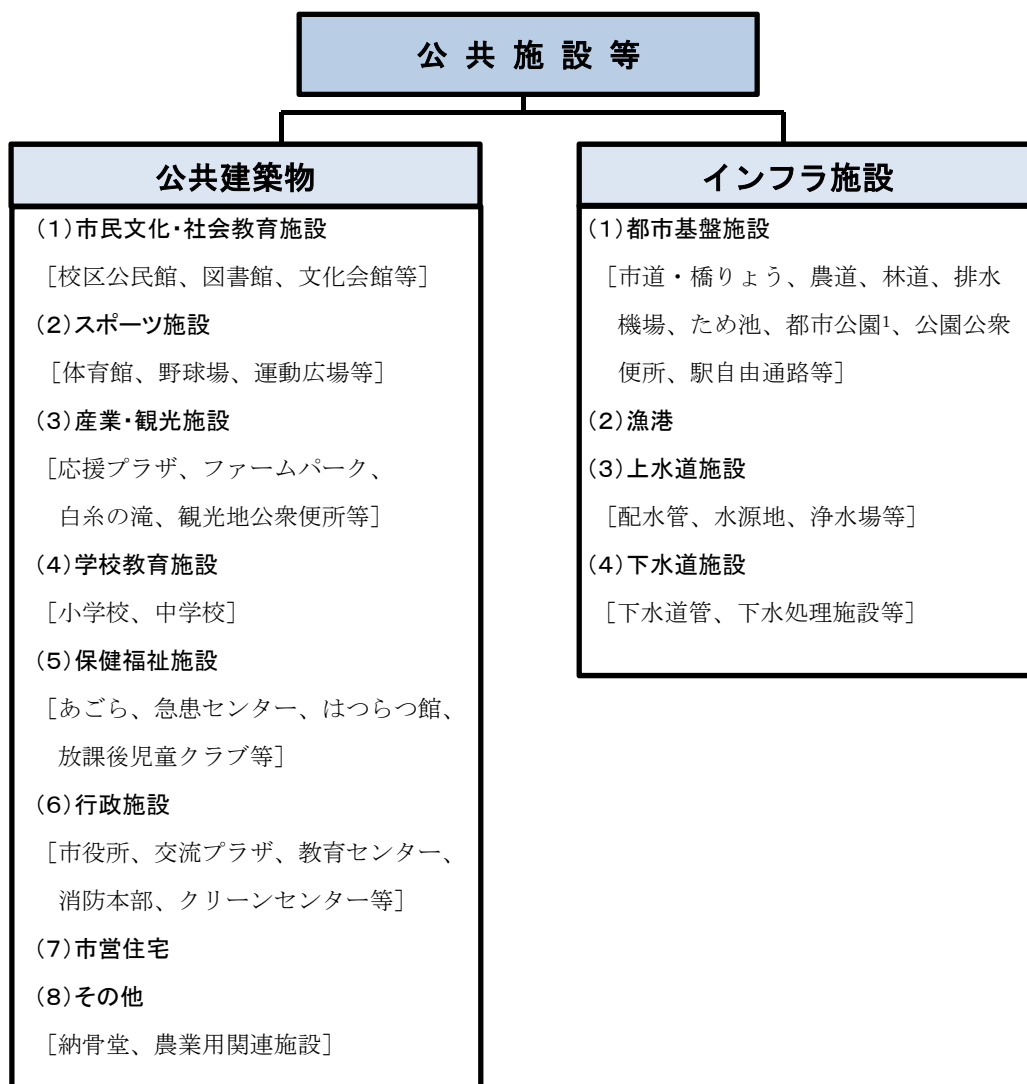 公共施設等
公共建築物
(1)市民文化・社会教育施設
［校区公民館、図書館、文化会館等］
(2)スポーツ施設
［体育館、野球場、運動広場等］
(3)産業・観光施設
［応援プラザ、ファームパーク、
白糸の滝、観光地公衆便所等］
(4)学校教育施設
［小学校、中学校］
(5)保健福祉施設
［あごら、急患センター、はつらつ館、
放課後児童クラブ等］
(6)行政施設
［市役所、交流プラザ、教育センター、
消防本部、クリーンセンター等］
(7)市営住宅
(8)その他
［納骨堂、農業用関連施設］
インフラ施設
(1)都市基盤施設
［市道・橋りょう、農道、林道、排水
機場、ため池、都市公園¹、公園公衆
便所、駅自由通路等］
(2)漁港
(3)上水道施設
［配水管、水源地、浄水場等］
(4)下水道施設
［下水道管、下水処理施設等］